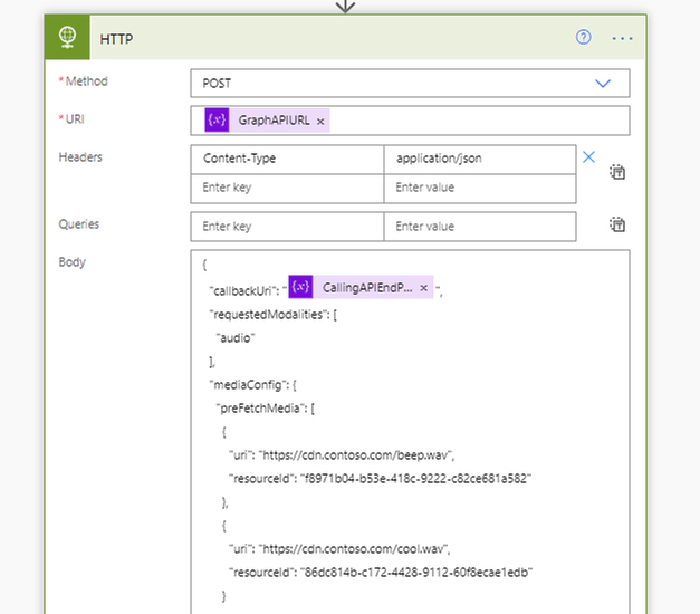 HTTP
* Method POST
* URI {x} GraphAPIURL ×
Headers Content-Type application/json
Enter key Enter value
Queries Enter key Enter value
Body {
"callbackUri": " {x} CallingAPIEndP... × ",
"requestedModalities": [
"audio"
],
"mediaConfig": {
"preFetchMedia": [
{
"uri": "https://cdn.contoso.com/beep.wav",
"resourceId": "f8971b04-b53e-418c-9222-c82ce681a582"
},
{
"uri": "https://cdn.contoso.com/cool.wav",
"resourceId": "86dc814b-c172-4428-9112-60f8ecae1edb"
}